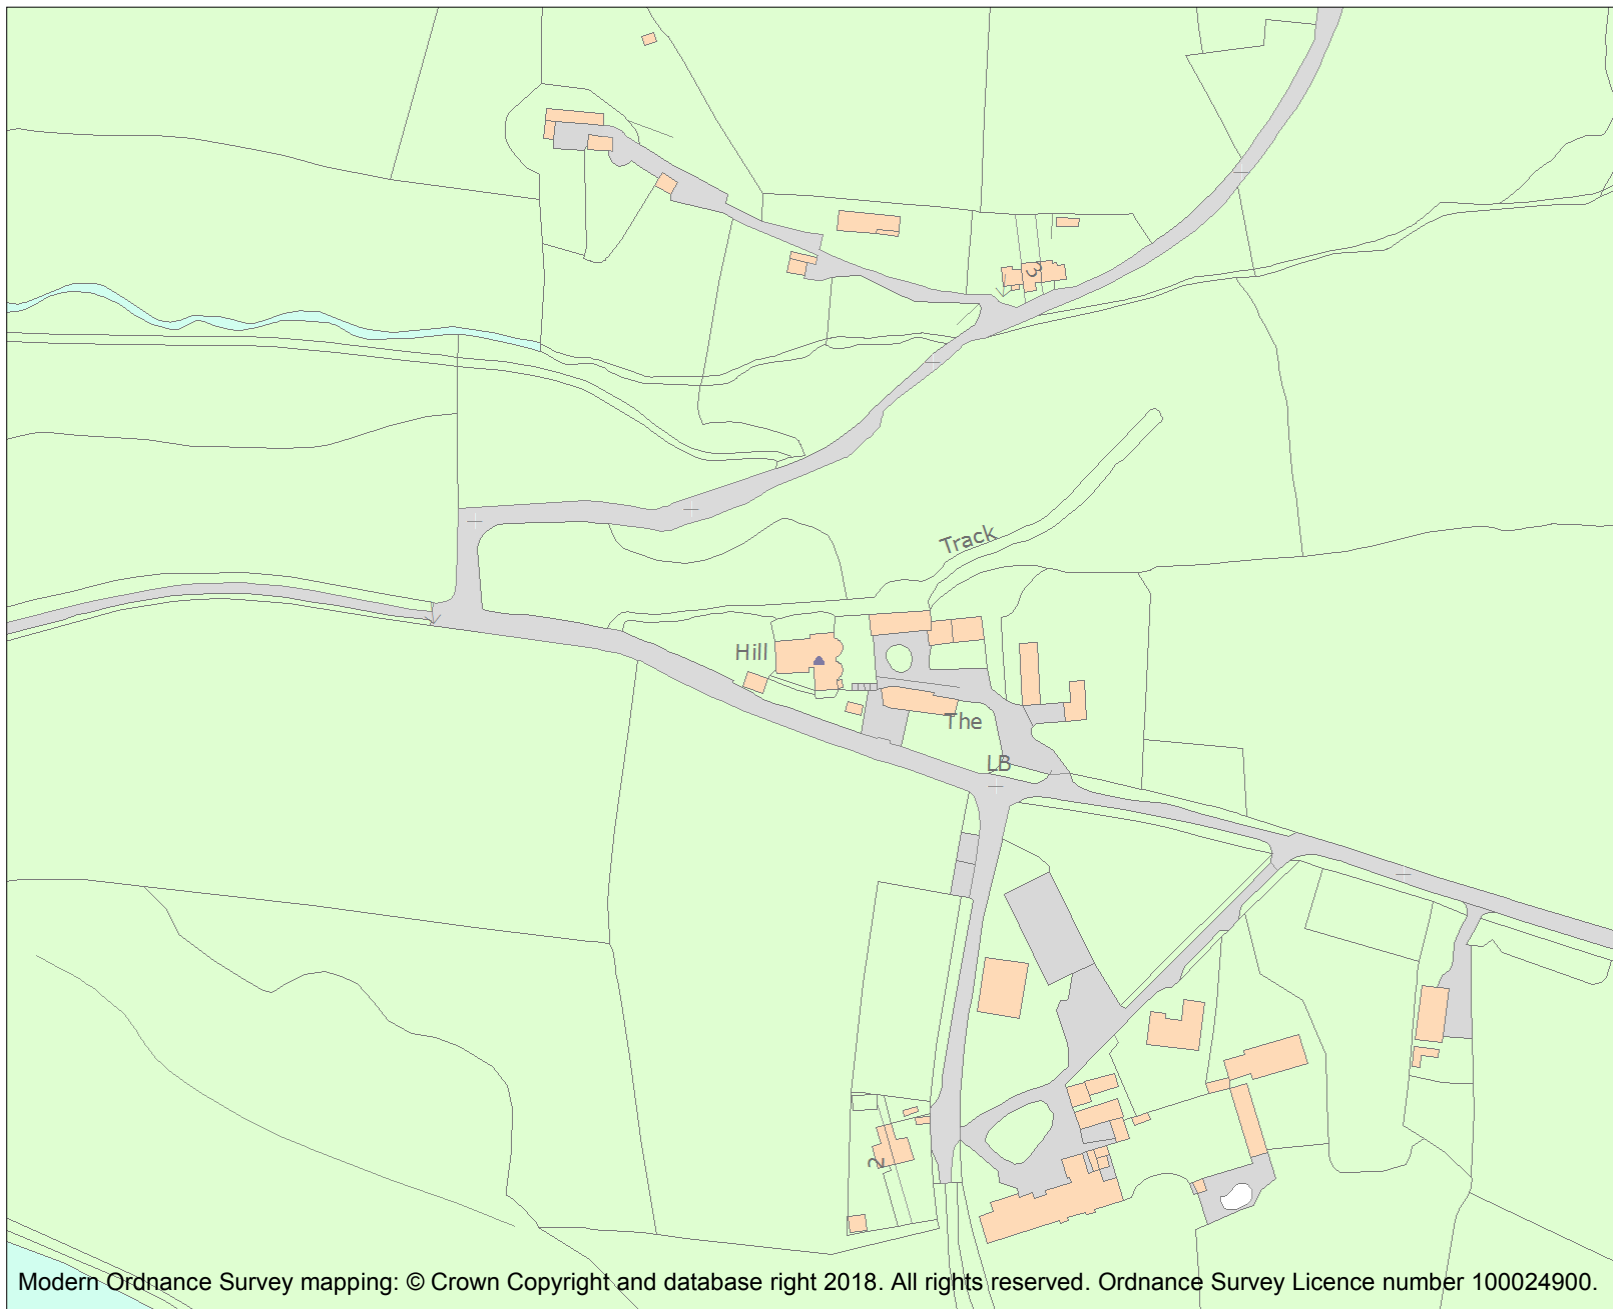 3
Track
Hill
The
LB
2
Modern Ordnance Survey mapping: © Crown Copyright and database right 2018. All rights reserved. Ordnance Survey Licence number 100024900.